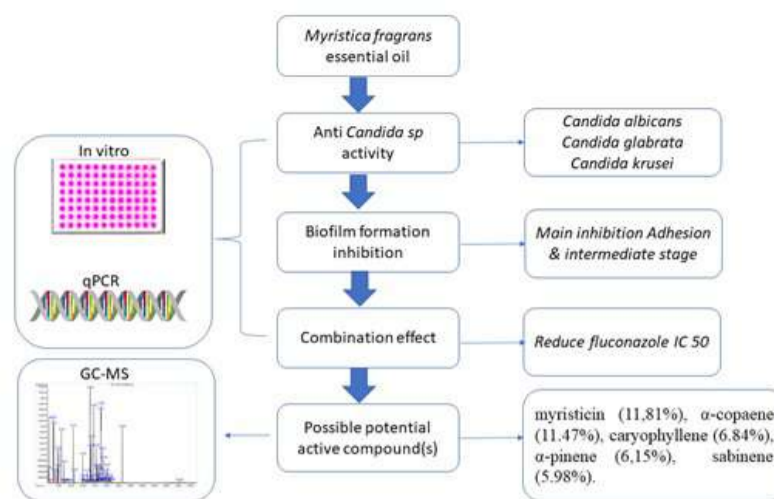 Myristica fragrans
essential oil
In vitro
Anti Candida sp
activity
Candida albicans
Candida glabrata
Candida krusei
Biofilm formation
inhibition
Main inhibition Adhesion
& intermediate stage
qPCR
Combination effect
Reduce fluconazole IC 50
GC-MS
Possible potential
active compound(s)
myristicin (11,81%), α-copaene
(11.47%), caryophyllene (6.84%),
α-pinene (6,15%), sabinene
(5.98%).